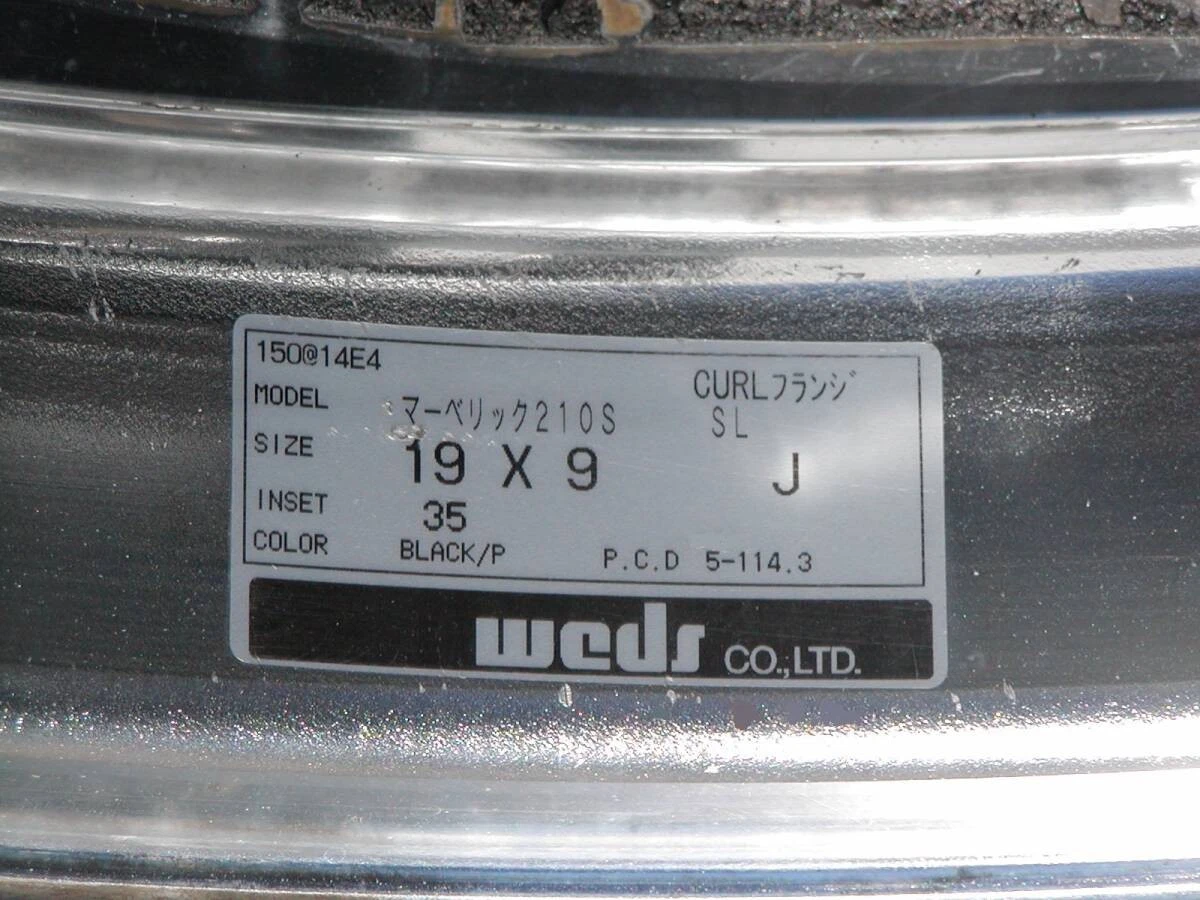 150@14E4
CURLフランジ
MODEL マーベリック210S SL
SIZE 19 X 9 J
INSET 35
COLOR BLACK/P P.C.D 5-114.3
weds CO.,LTD.